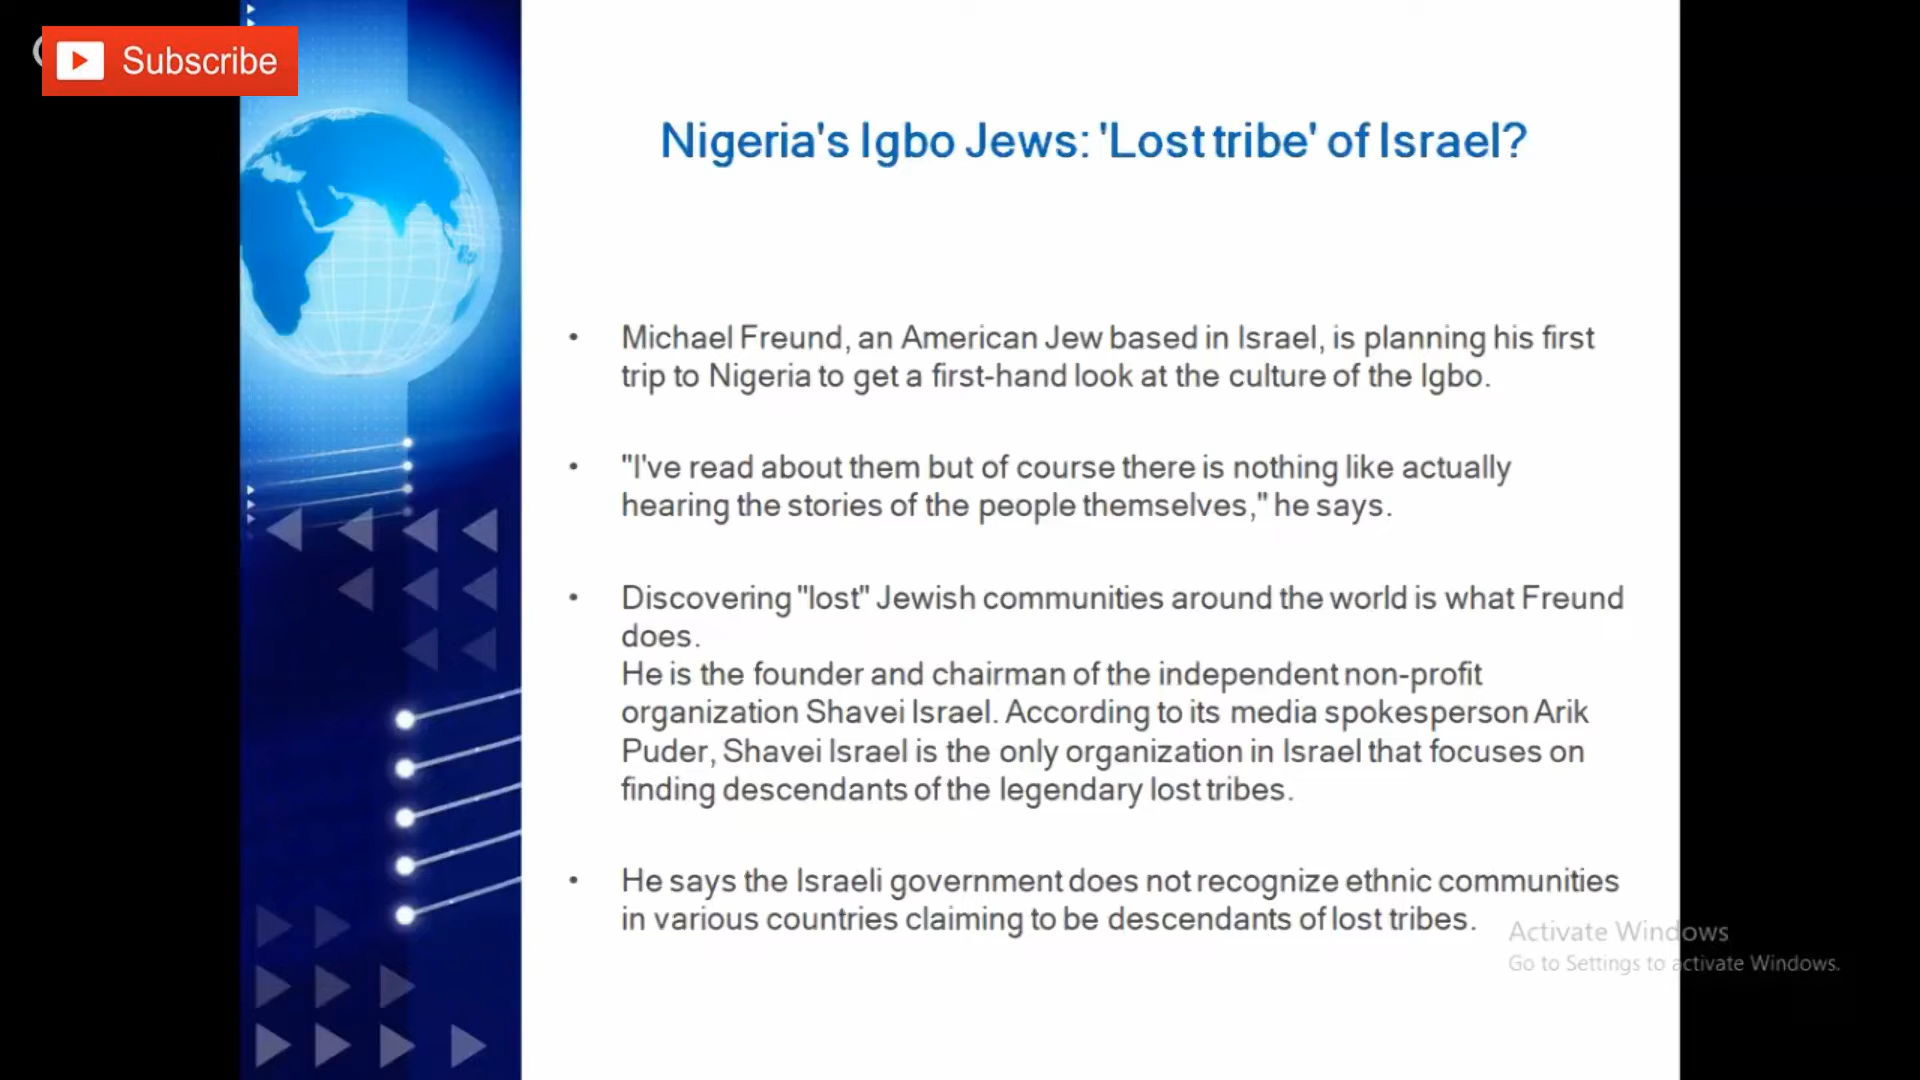 Subscribe
Nigeria's Igbo Jews: 'Lost tribe' of Israel?
• Michael Freund, an American Jew based in Israel, is planning his first
trip to Nigeria to get a first-hand look at the culture of the Igbo.
• "I've read about them but of course there is nothing like actually
hearing the stories of the people themselves," he says.
• Discovering "lost" Jewish communities around the world is what Freund
does.
He is the founder and chairman of the independent non-profit
organization Shavei Israel. According to its media spokesperson Arik
Puder, Shavei Israel is the only organization in Israel that focuses on
finding descendants of the legendary lost tribes.
• He says the Israeli government does not recognize ethnic communities
in various countries claiming to be descendants of lost tribes.
Activate Windows
Go to Settings to activate Windows.